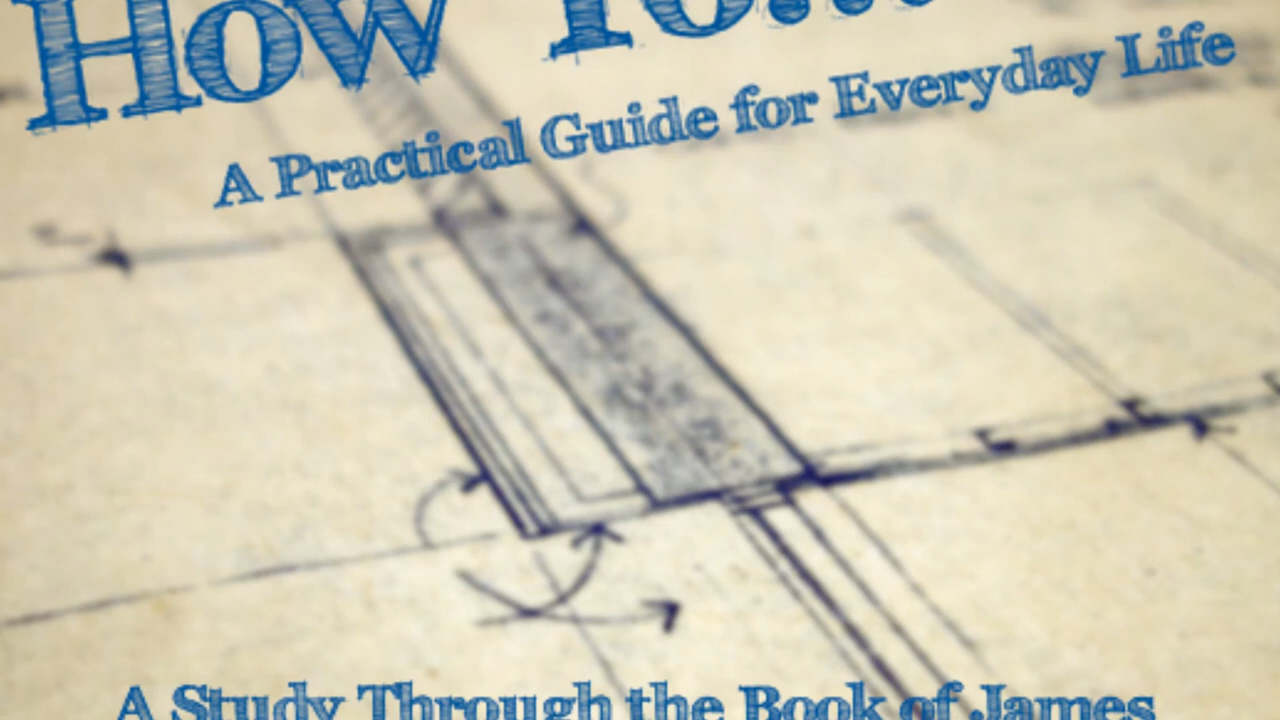 How To...
A Practical Guide for Everyday Life
A Study Through the Book of James